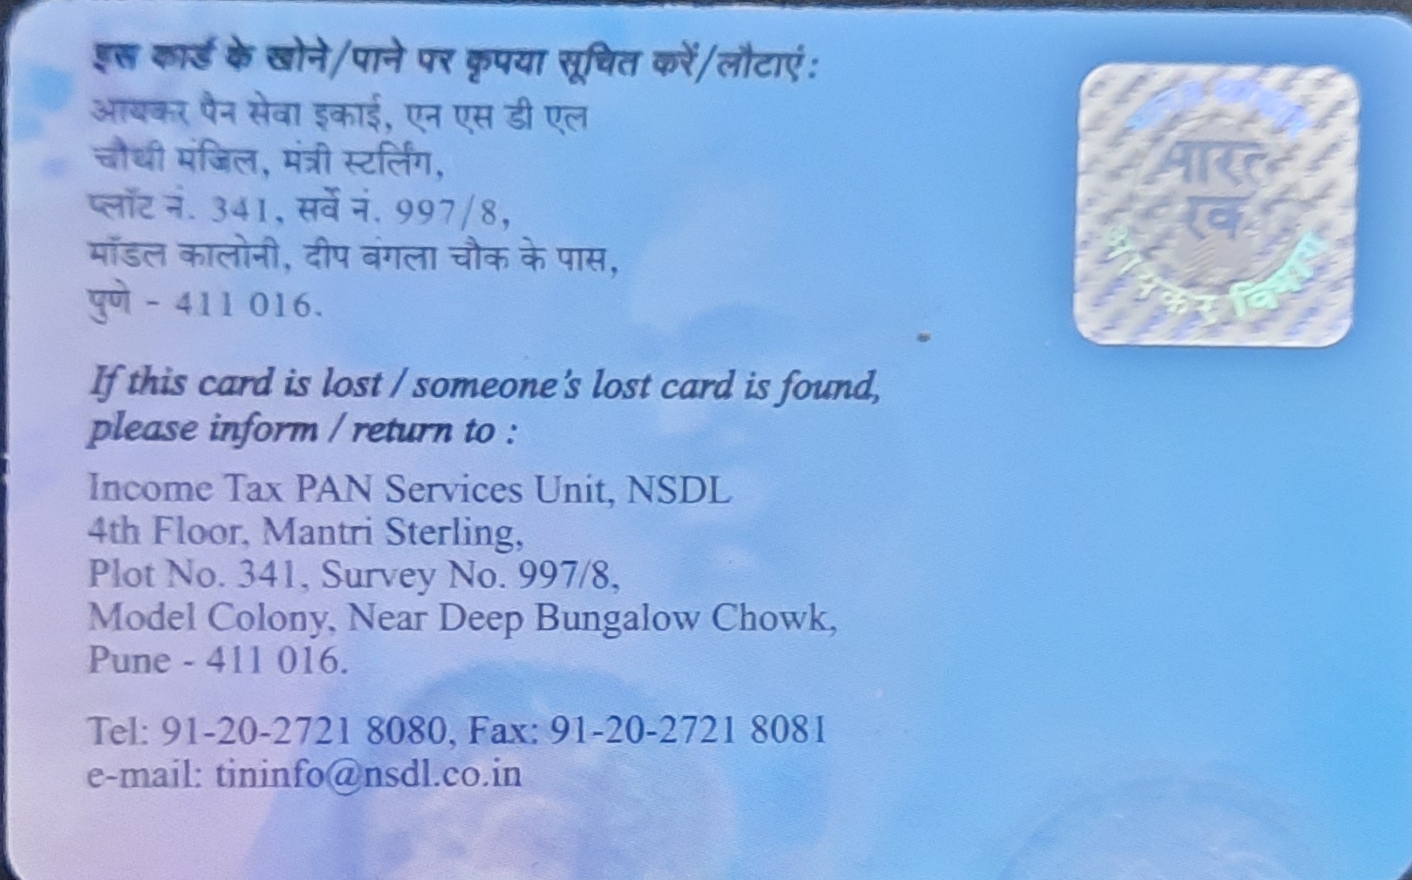 इस कार्ड के खोने/पाने पर कृपया सूचित करें/लौटाएं:
आयकर पैन सेवा इकाई, एन एस डी एल
चौथी मंजिल, मंत्री स्टर्लिंग,
प्लॉट नं. 341, सर्वे नं. 997/8,
मॉडल कालोनी, दीप बंगला चौक के पास,
पुणे - 411 016.
If this card is lost / someone's lost card is found,
please inform / return to :
Income Tax PAN Services Unit, NSDL
4th Floor, Mantri Sterling,
Plot No. 341, Survey No. 997/8,
Model Colony, Near Deep Bungalow Chowk,
Pune - 411 016.
Tel: 91-20-2721 8080, Fax: 91-20-2721 8081
e-mail: tininfo@nsdl.co.in
भारत
आयकर विभाग